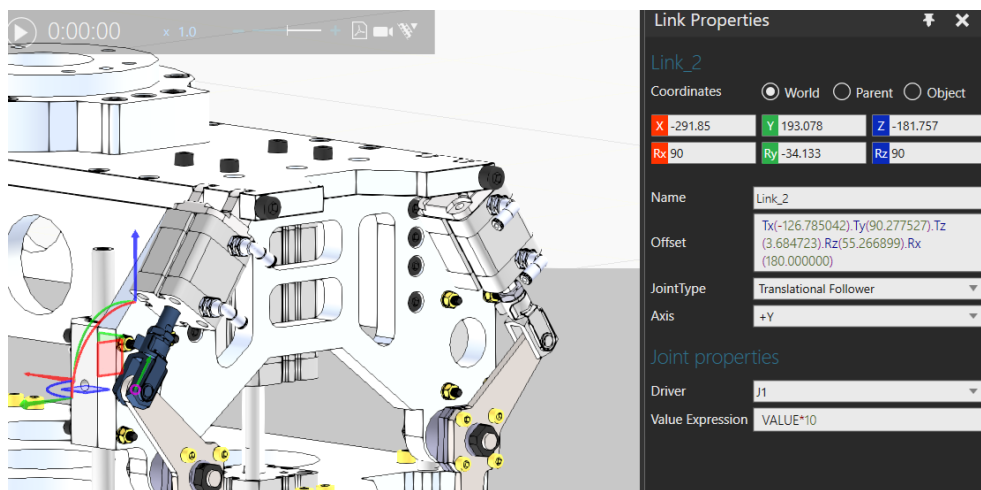 0:00:00 x 1.0
Link Properties
Link_2
Coordinates World Parent Object
X -291.85 Y 193.078 Z -181.757
Rx 90 Ry -34.133 Rz 90
Name Link_2
Offset Tx(-126.785042).Ty(90.277527).Tz
(3.684723).Rz(55.266899).Rx
(180.000000)
JointType Translational Follower
Axis +Y
Joint properties
Driver J1
Value Expression VALUE*10